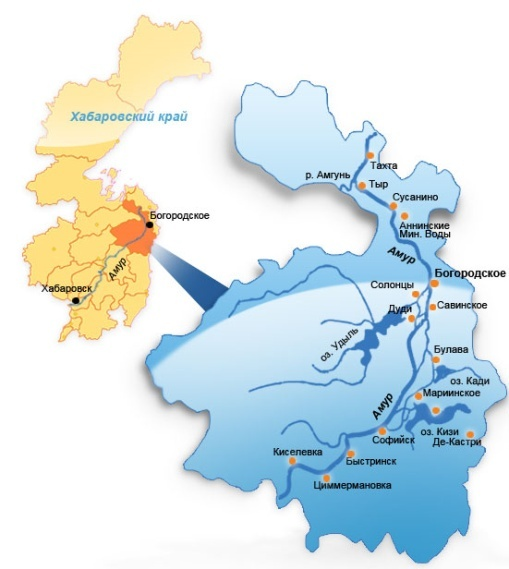 Хабаровский край
Богородское
Амур
Хабаровск
Тахта
р. Амгунь
Тыр
Сусанино
Аннинские
Мин. Воды
Амур
Богородское
Солонцы
Савинское
Дуди
оз. Удыль
Булава
оз. Кади
Мариинское
Амур
оз. Кизи
Софийск
Де-Кастри
Киселевка
Быстринск
Циммермановка